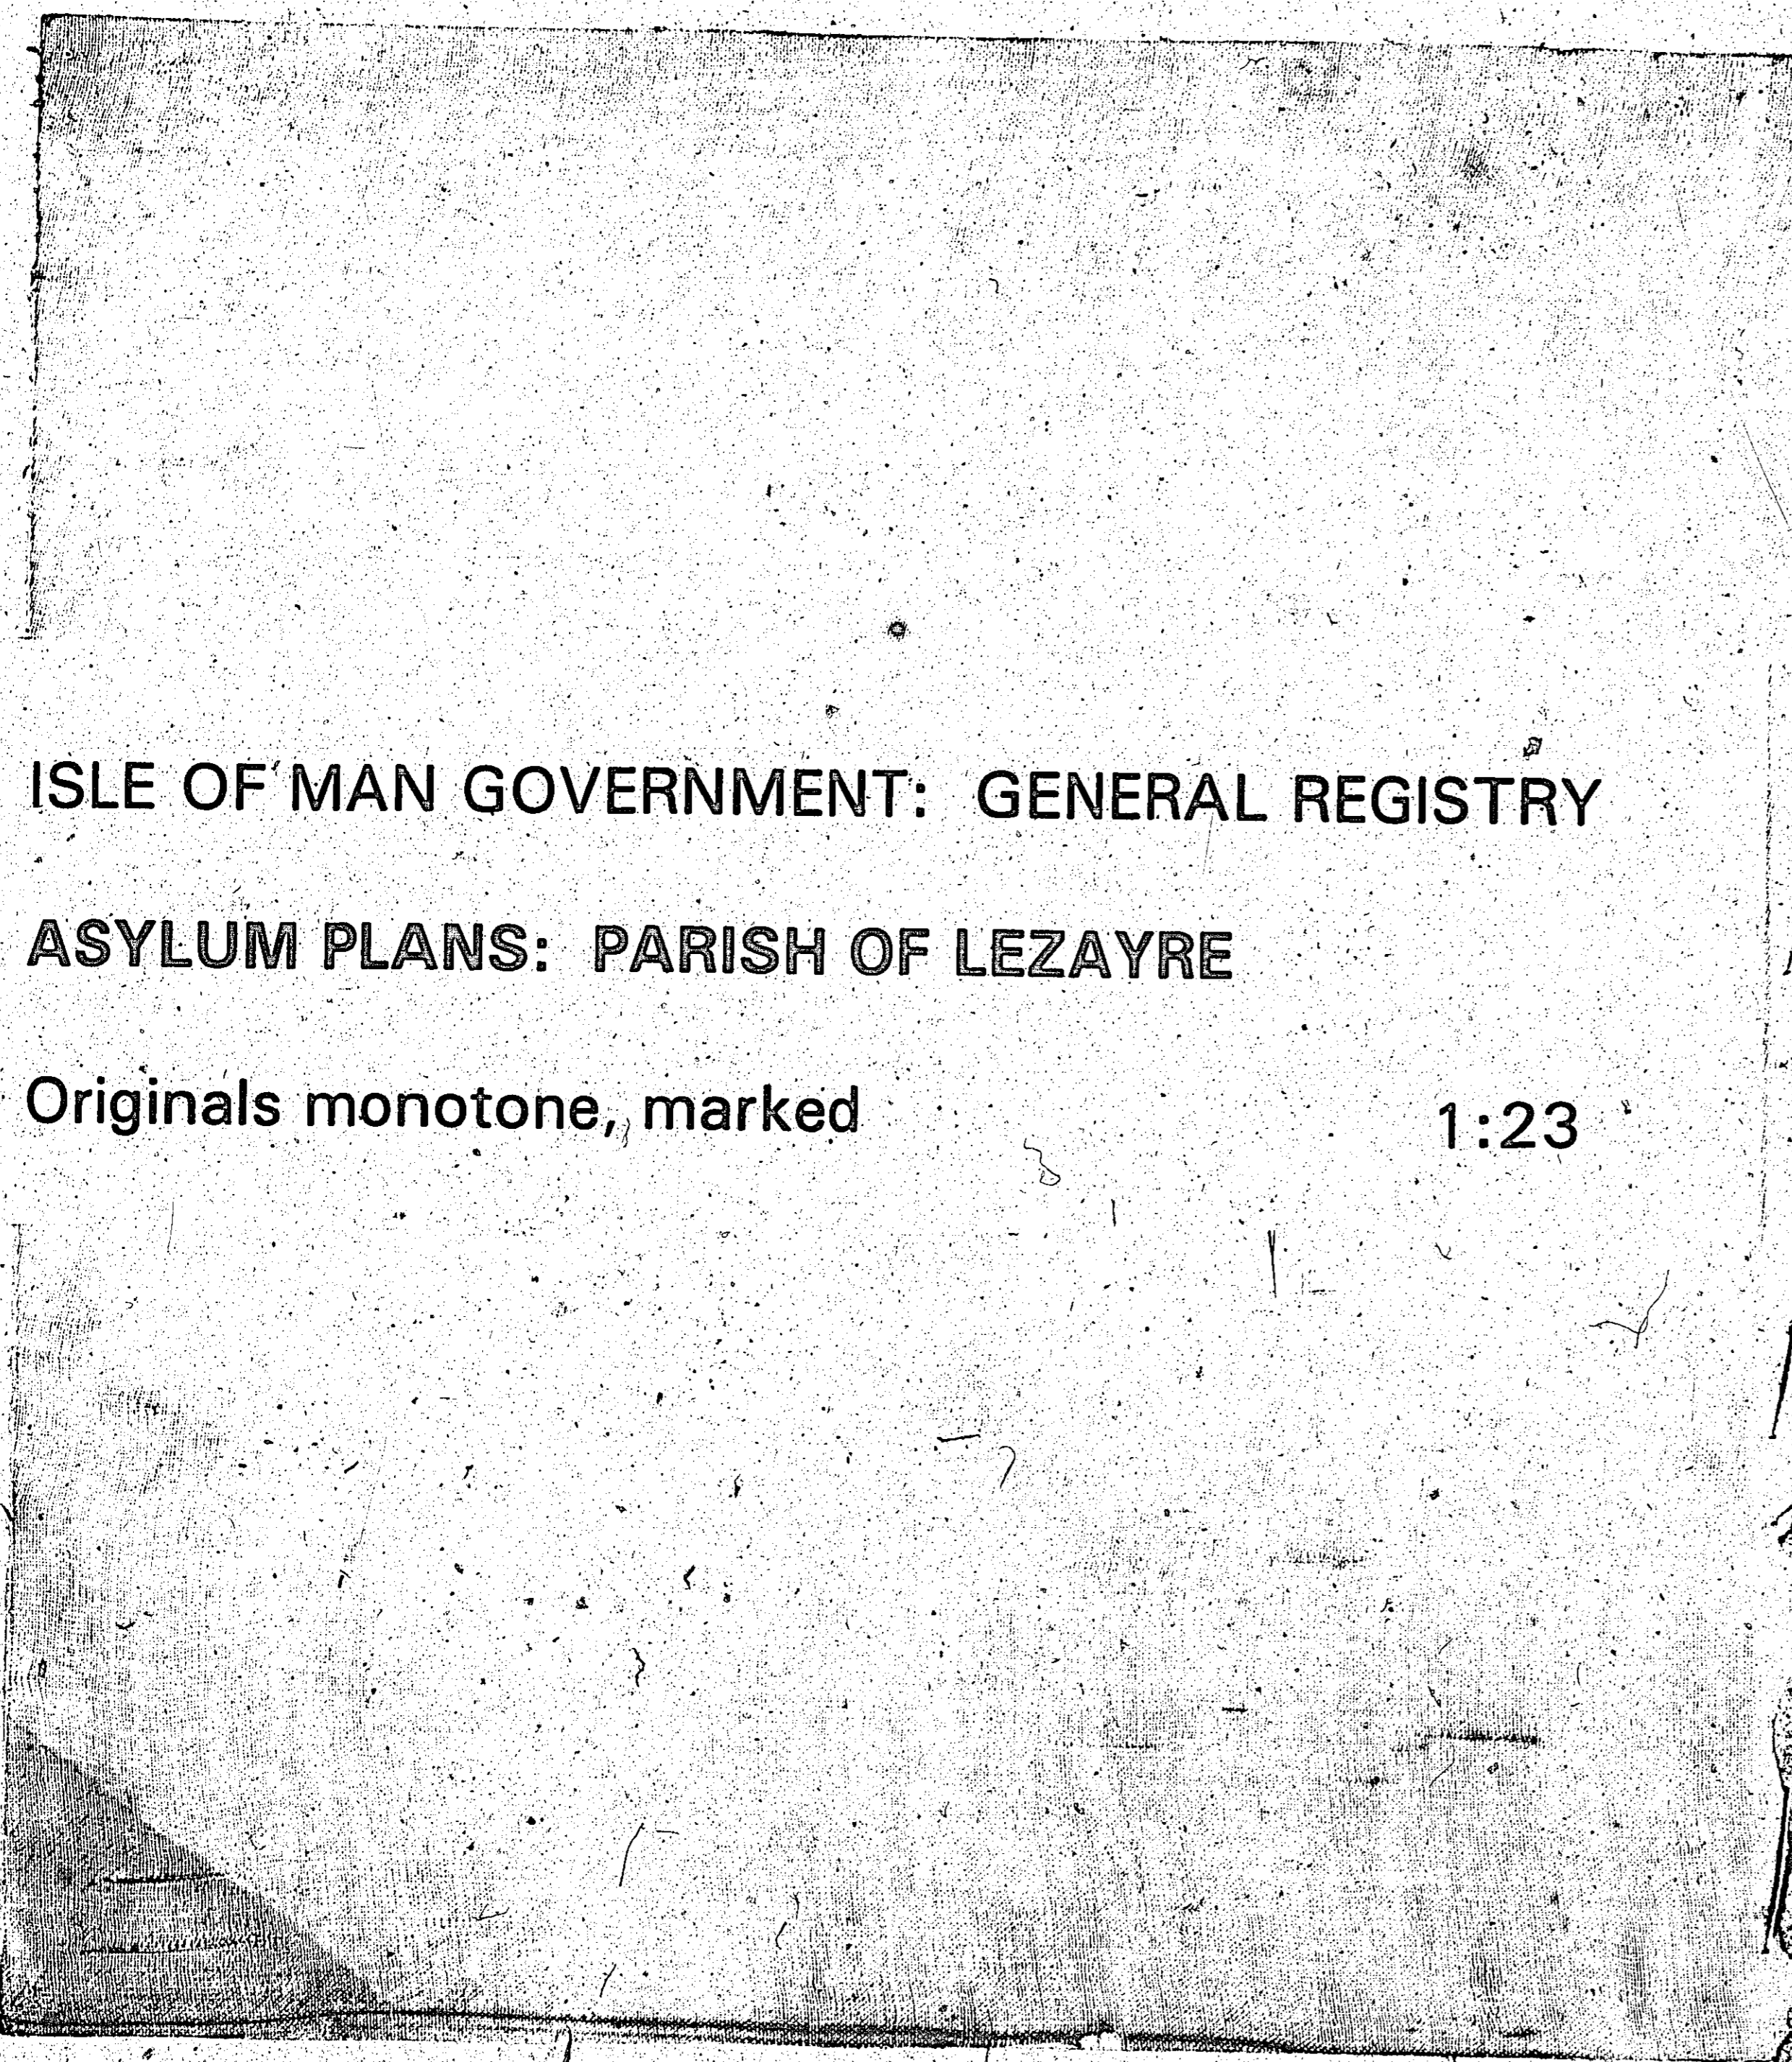 ISLE OF MAN GOVERNMENT: GENERAL REGISTRY
ASYLUM PLANS: PARISH OF LEZAYRE
Originals monotone, marked 1:23